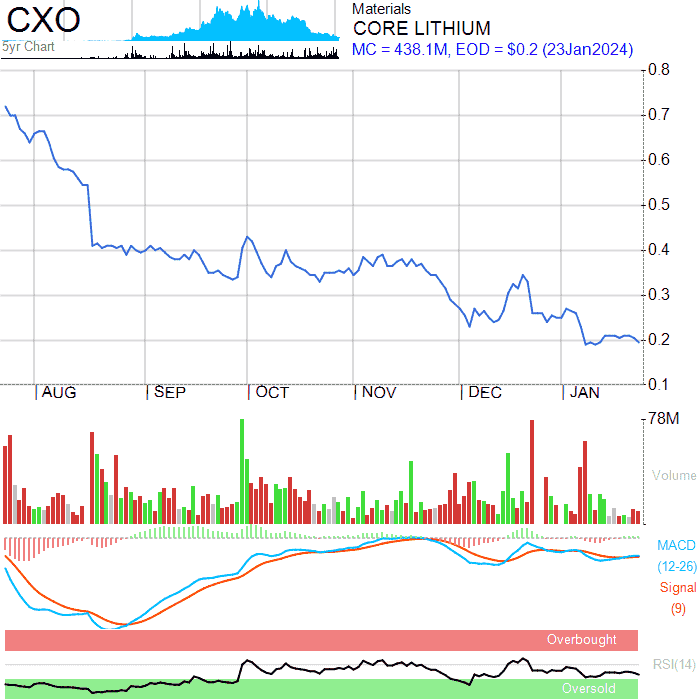 CXO
5yr Chart
Materials
CORE LITHIUM
MC = 438.1M, EOD = $0.2 (23Jan2024)
0.8
0.7
0.6
0.5
0.4
0.3
0.2
0.1
AUG SEP OCT NOV DEC JAN
78M
Volume
MACD
(12-26)
Signal
(9)
Overbought
RSI(14)
Oversold